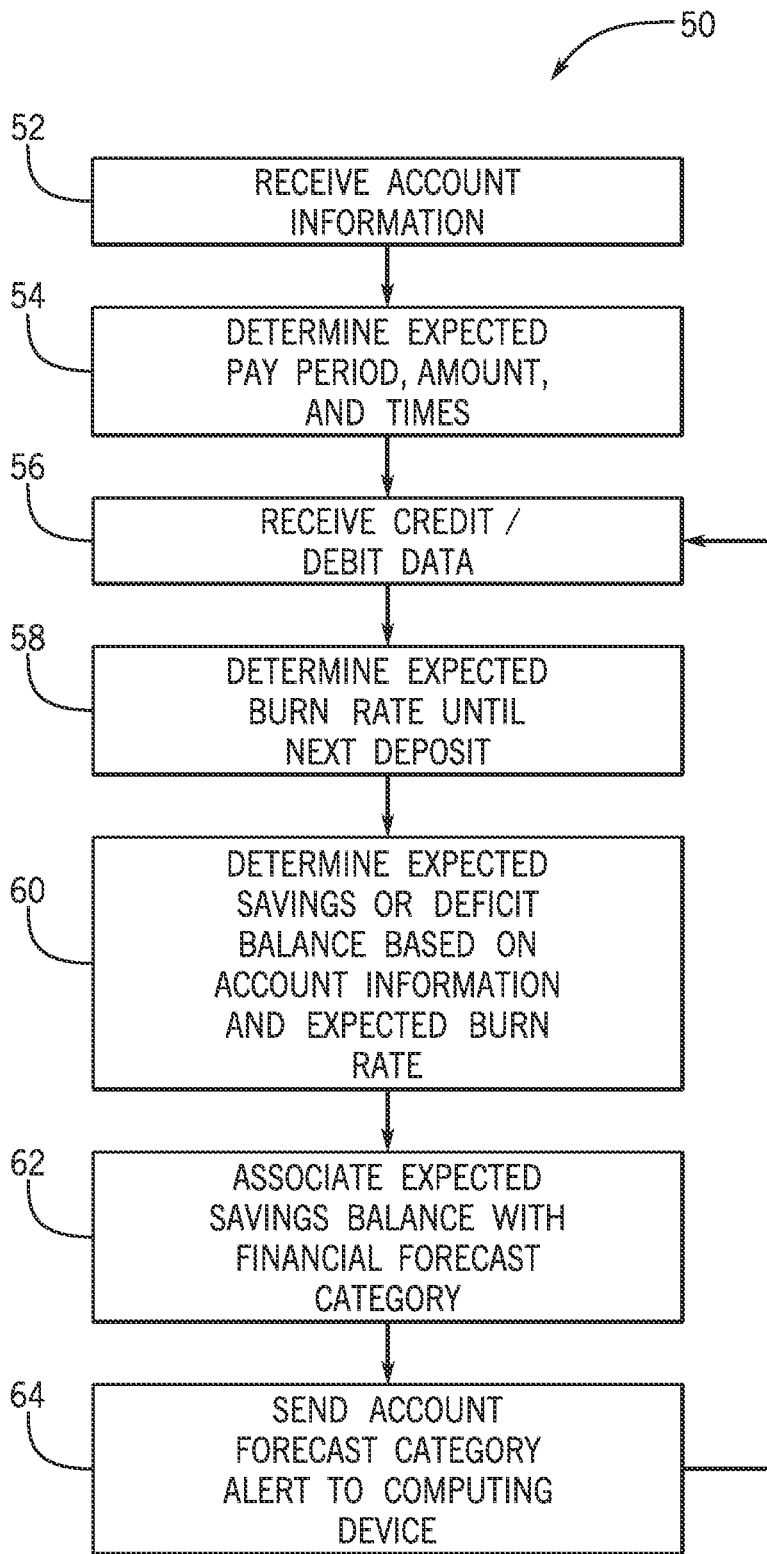 50
52
RECEIVE ACCOUNT
INFORMATION
54
DETERMINE EXPECTED
PAY PERIOD, AMOUNT,
AND TIMES
56
RECEIVE CREDIT /
DEBIT DATA
58
DETERMINE EXPECTED
BURN RATE UNTIL
NEXT DEPOSIT
60
DETERMINE EXPECTED
SAVINGS OR DEFICIT
BALANCE BASED ON
ACCOUNT INFORMATION
AND EXPECTED BURN
RATE
62
ASSOCIATE EXPECTED
SAVINGS BALANCE WITH
FINANCIAL FORECAST
CATEGORY
64
SEND ACCOUNT
FORECAST CATEGORY
ALERT TO COMPUTING
DEVICE